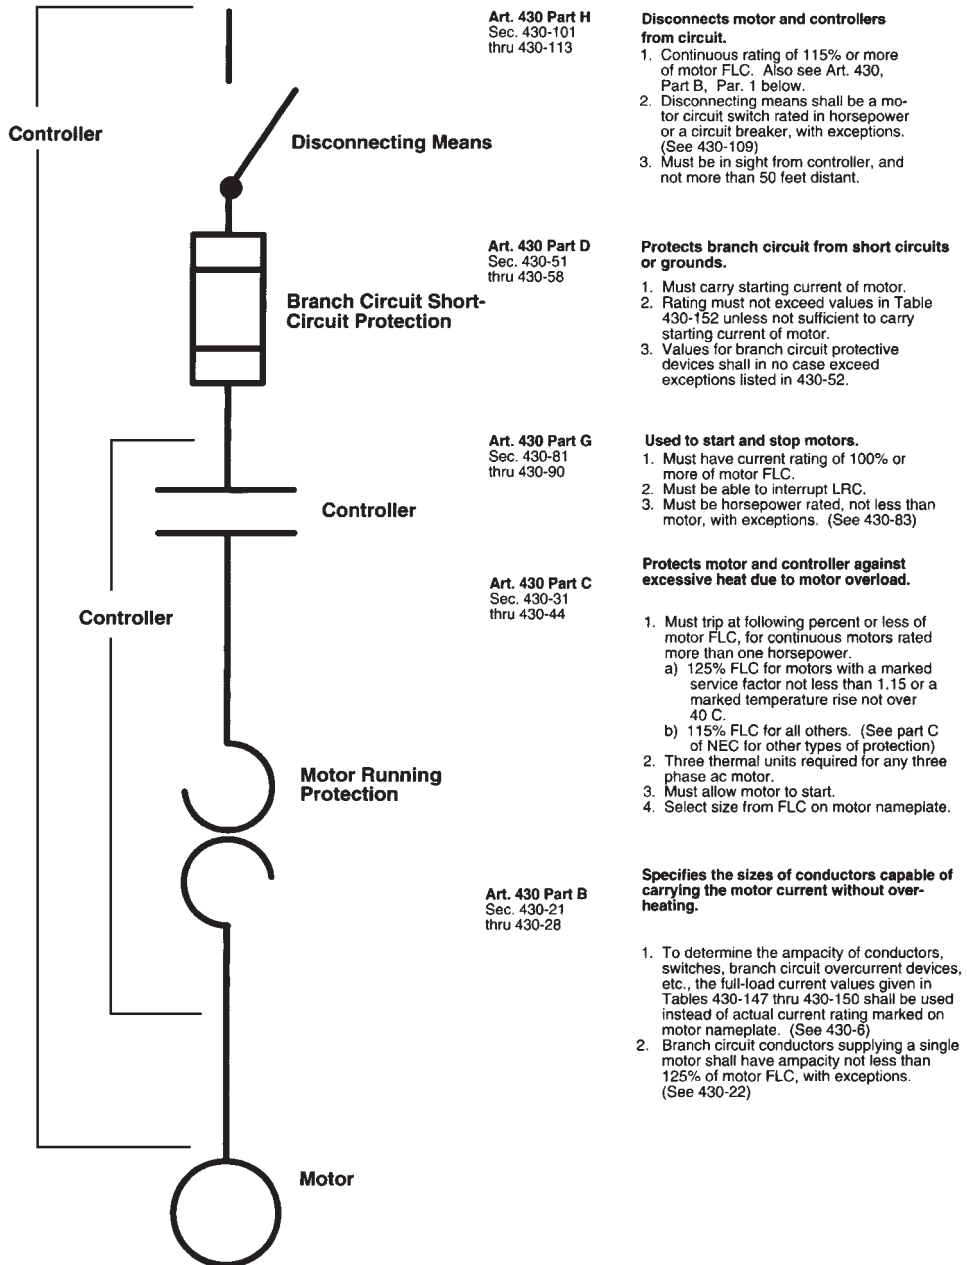 Art. 430 Part H
Sec. 430-101
thru 430-113
Disconnects motor and controllers
from circuit.
1. Continuous rating of 115% or more
of motor FLC. Also see Art. 430,
Part B, Par. 1 below.
2. Disconnecting means shall be a mo-
tor circuit switch rated in horsepower
or a circuit breaker, with exceptions.
(See 430-109)
3. Must be in sight from controller, and
not more than 50 feet distant.
Controller
Disconnecting Means
Art. 430 Part D
Sec. 430-51
thru 430-58
Protects branch circuit from short circuits
or grounds.
1. Must carry starting current of motor.
2. Rating must not exceed values in Table
430-152 unless not sufficient to carry
starting current of motor.
3. Values for branch circuit protective
devices shall in no case exceed
exceptions listed in 430-52.
Branch Circuit Short-
Circuit Protection
Art. 430 Part G
Sec. 430-81
thru 430-90
Used to start and stop motors.
1. Must have current rating of 100% or
more of motor FLC.
2. Must be able to interrupt LRC.
3. Must be horsepower rated, not less than
motor, with exceptions. (See 430-83)
Controller
Controller
Art. 430 Part C
Sec. 430-31
thru 430-44
Protects motor and controller against
excessive heat due to motor overload.
1. Must trip at following percent or less of
motor FLC, for continuous motors rated
more than one horsepower.
a) 125% FLC for motors with a marked
service factor not less than 1.15 or a
marked temperature rise not over
40 C.
b) 115% FLC for all others. (See part C
of NEC for other types of protection)
2. Three thermal units required for any three
phase ac motor.
3. Must allow motor to start.
4. Select size from FLC on motor nameplate.
Motor Running
Protection
Art. 430 Part B
Sec. 430-21
thru 430-28
Specifies the sizes of conductors capable of
carrying the motor current without over-
heating.
1. To determine the ampacity of conductors,
switches, branch circuit overcurrent devices,
etc., the full-load current values given in
Tables 430-147 thru 430-150 shall be used
instead of actual current rating marked on
motor nameplate. (See 430-6)
2. Branch circuit conductors supplying a single
motor shall have ampacity not less than
125% of motor FLC, with exceptions.
(See 430-22)
Motor